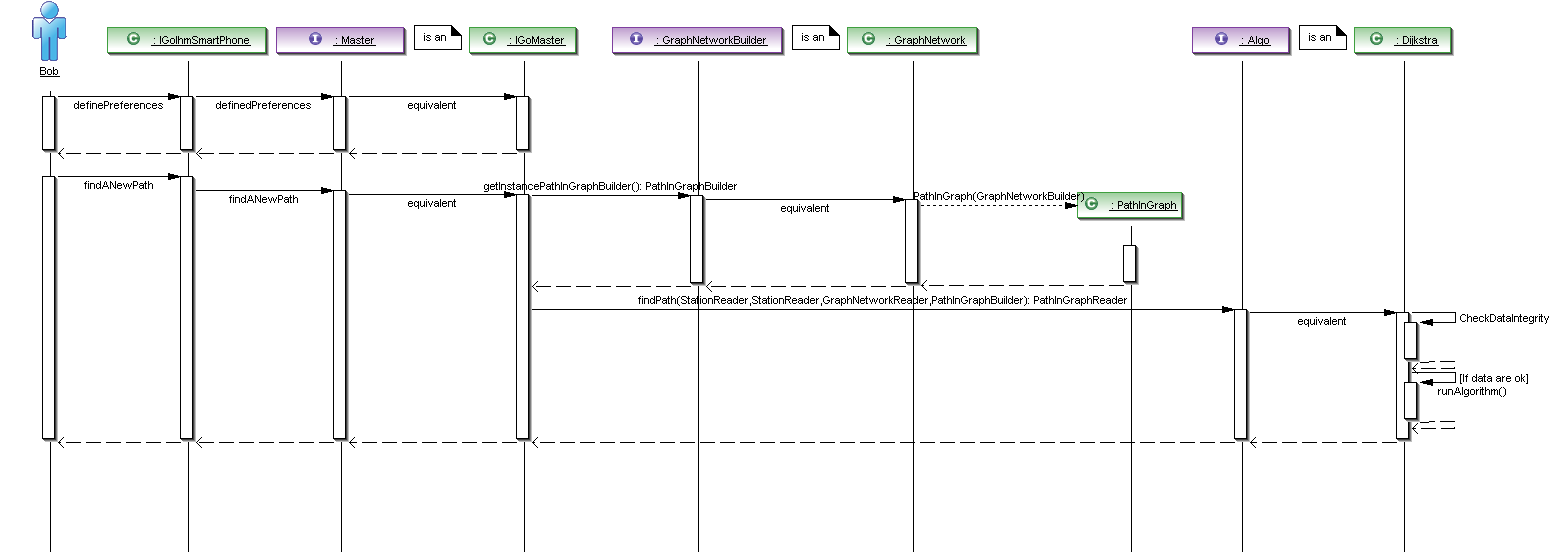 Bob
C : IGoIhmSmartPhone
I : Master
is an
C : IGoMaster
I : GraphNetworkBuilder
is an
C : GraphNetwork
I : Algo
is an
C : Dijkstra
definePreferences
definedPreferences
equivalent
findANewPath
findANewPath
equivalent
getInstancePathInGraphBuilder(): PathInGraphBuilder
equivalent
PathInGraph(GraphNetworkBuilder)
C : PathInGraph
findPath(StationReader,StationReader,GraphNetworkReader,PathInGraphBuilder): PathInGraphReader
equivalent
CheckDataIntegrity
[If data are ok]
runAlgorithm()